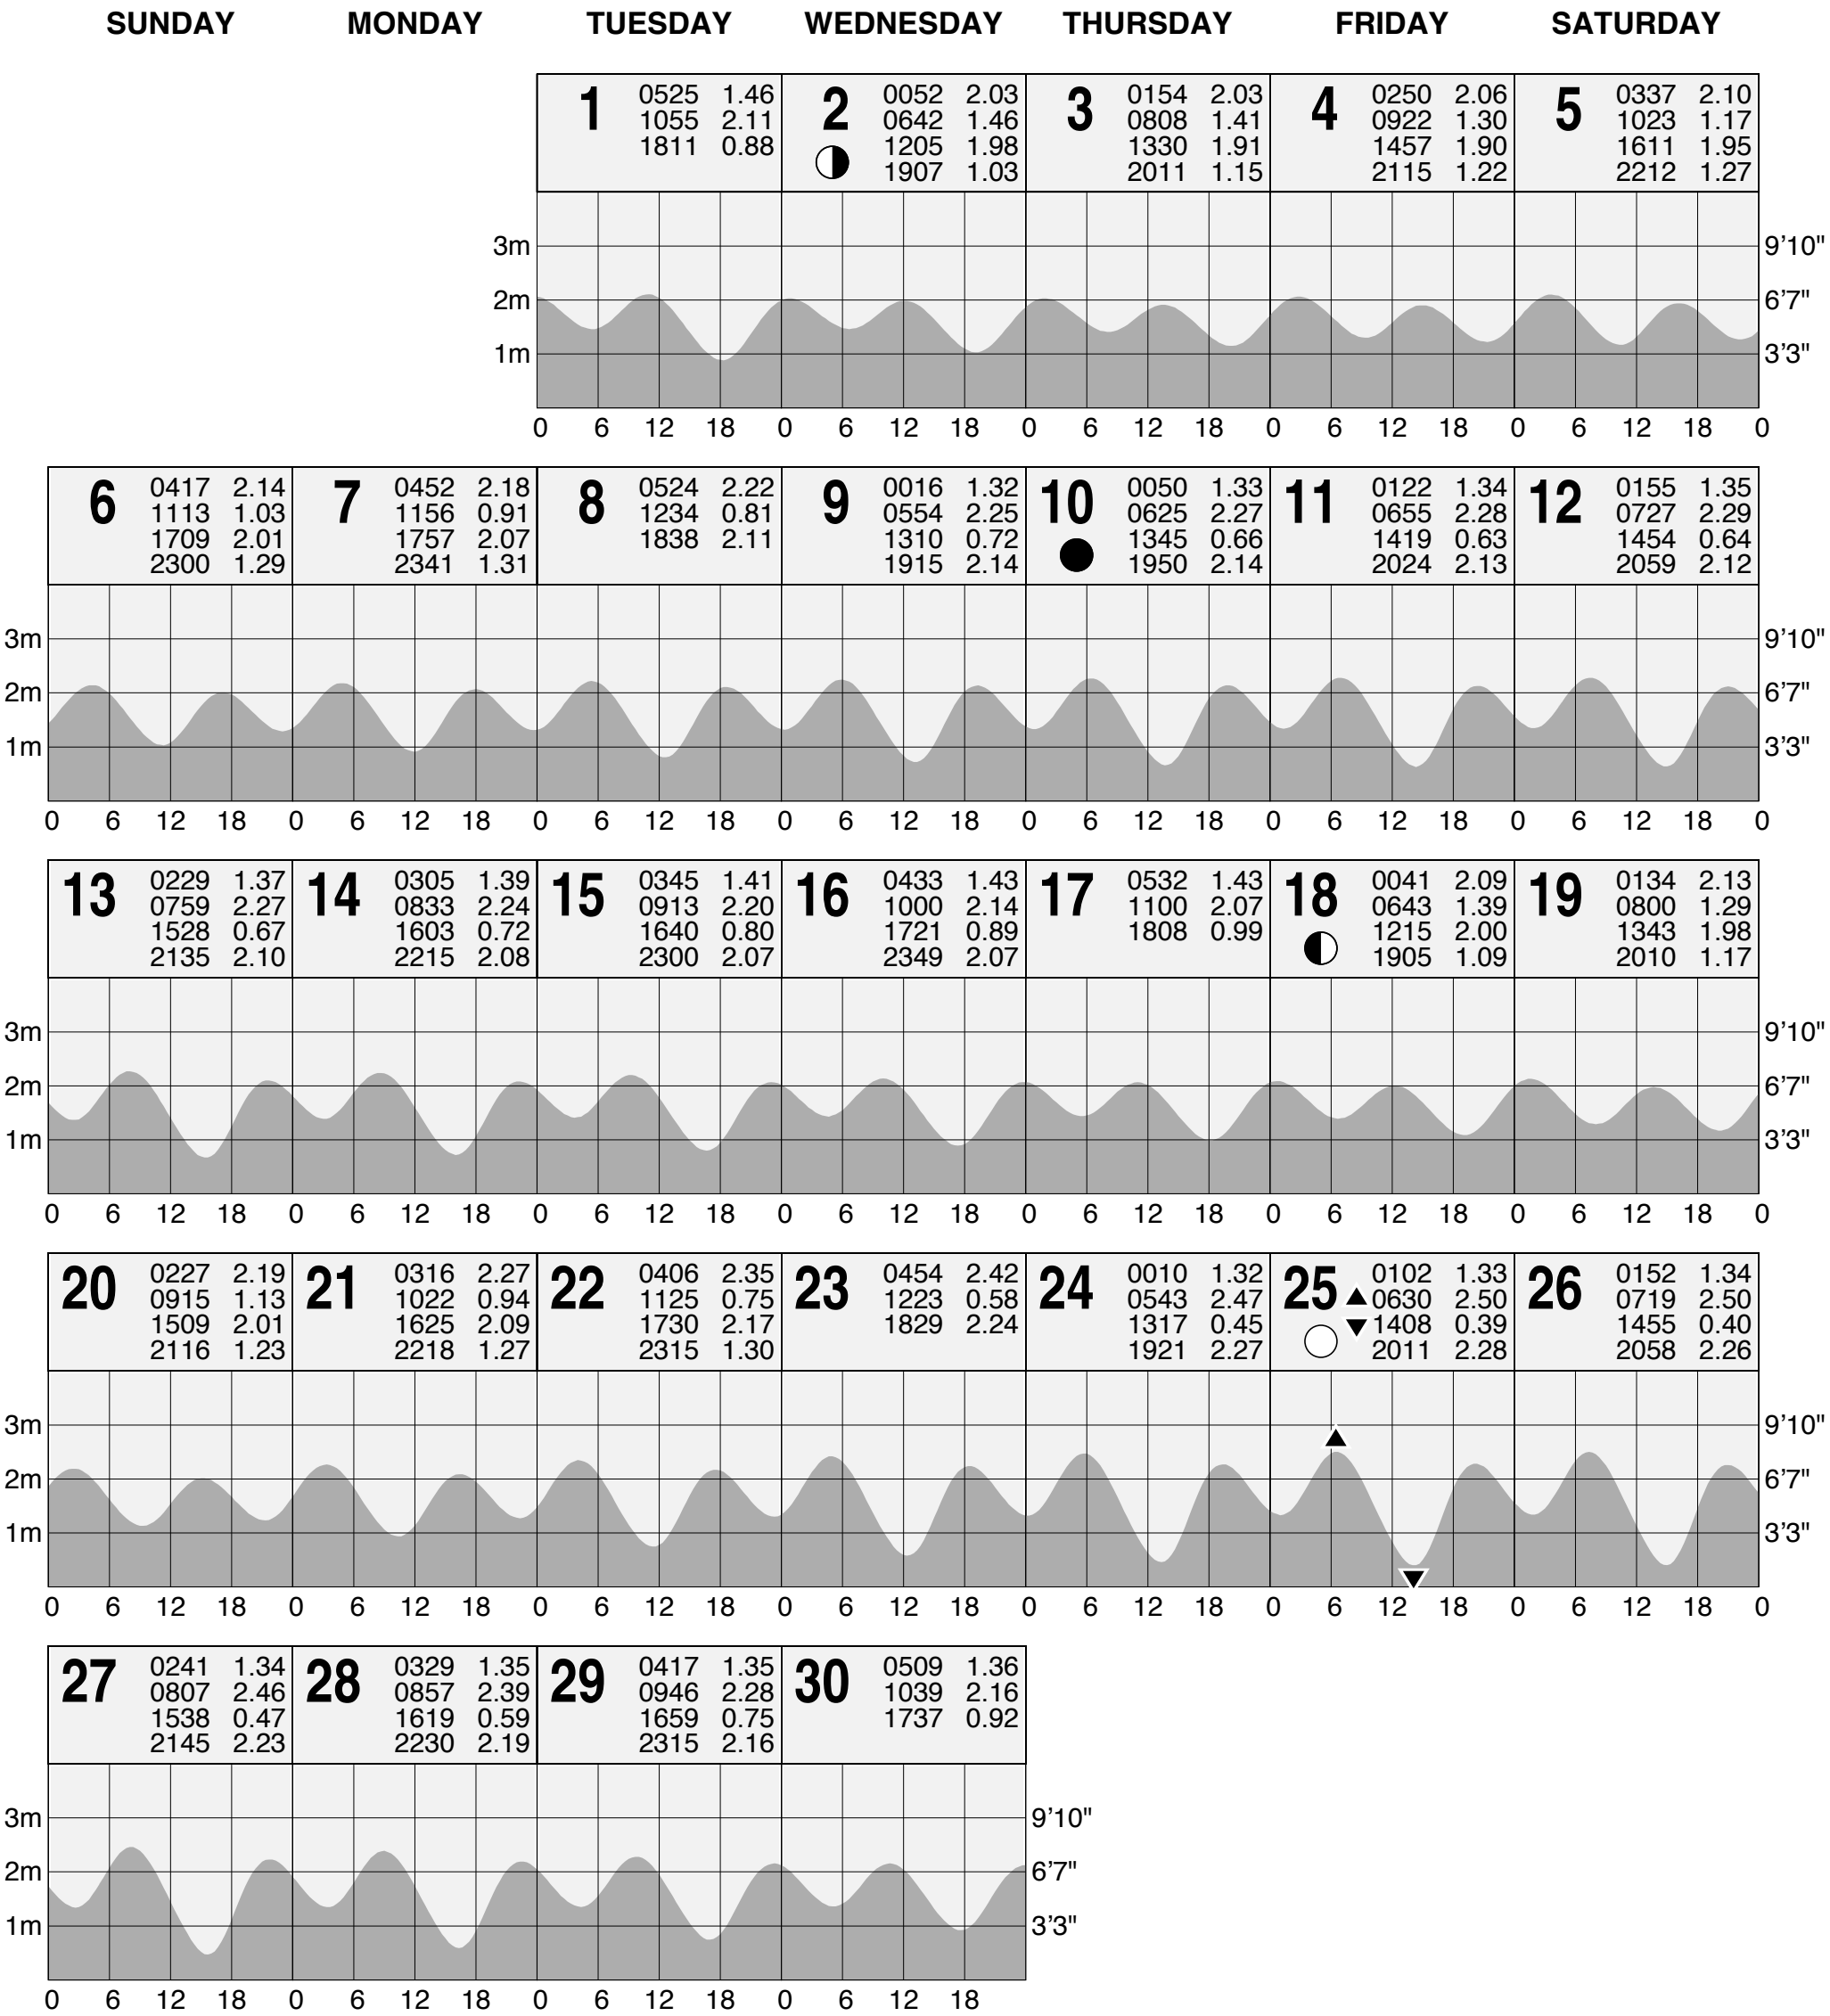 SUNDAY MONDAY TUESDAY WEDNESDAY THURSDAY FRIDAY SATURDAY
1 0525 1.46
1055 2.11
1811 0.88
2 0052 2.03
0642 1.46
1205 1.98
1907 1.03
3 0154 2.03
0808 1.41
1330 1.91
2011 1.15
4 0250 2.06
0922 1.30
1457 1.90
2115 1.22
5 0337 2.10
1023 1.17
1611 1.95
2212 1.27
3m 9'10"
2m 6'7"
1m 3'3"
0 6 12 18 0 6 12 18 0 6 12 18 0 6 12 18 0 6 12 18 0
6 0417 2.14
1113 1.03
1709 2.01
2300 1.29
7 0452 2.18
1156 0.91
1757 2.07
2341 1.31
8 0524 2.22
1234 0.81
1838 2.11
9 0016 1.32
0554 2.25
1310 0.72
1915 2.14
10 0050 1.33
0625 2.27
1345 0.66
1950 2.14
11 0122 1.34
0655 2.28
1419 0.63
2024 2.13
12 0155 1.35
0727 2.29
1454 0.64
2059 2.12
3m 9'10"
2m 6'7"
1m 3'3"
0 6 12 18 0 6 12 18 0 6 12 18 0 6 12 18 0 6 12 18 0 6 12 18 0 6 12 18 0
13 0229 1.37
0759 2.27
1528 0.67
2135 2.10
14 0305 1.39
0833 2.24
1603 0.72
2215 2.08
15 0345 1.41
0913 2.20
1640 0.80
2300 2.07
16 0433 1.43
1000 2.14
1721 0.89
2349 2.07
17 0532 1.43
1100 2.07
1808 0.99
18 0041 2.09
0643 1.39
1215 2.00
1905 1.09
19 0134 2.13
0800 1.29
1343 1.98
2010 1.17
3m 9'10"
2m 6'7"
1m 3'3"
0 6 12 18 0 6 12 18 0 6 12 18 0 6 12 18 0 6 12 18 0 6 12 18 0 6 12 18 0
20 0227 2.19
0915 1.13
1509 2.01
2116 1.23
21 0316 2.27
1022 0.94
1625 2.09
2218 1.27
22 0406 2.35
1125 0.75
1730 2.17
2315 1.30
23 0454 2.42
1223 0.58
1829 2.24
24 0010 1.32
0543 2.47
1317 0.45
1921 2.27
25 0102 1.33
0630 2.50
1408 0.39
2011 2.28
26 0152 1.34
0719 2.50
1455 0.40
2058 2.26
3m 9'10"
2m 6'7"
1m 3'3"
0 6 12 18 0 6 12 18 0 6 12 18 0 6 12 18 0 6 12 18 0 6 12 18 0 6 12 18 0
27 0241 1.34
0807 2.46
1538 0.47
2145 2.23
28 0329 1.35
0857 2.39
1619 0.59
2230 2.19
29 0417 1.35
0946 2.28
1659 0.75
2315 2.16
30 0509 1.36
1039 2.16
1737 0.92
3m 9'10"
2m 6'7"
1m 3'3"
0 6 12 18 0 6 12 18 0 6 12 18 0 6 12 18